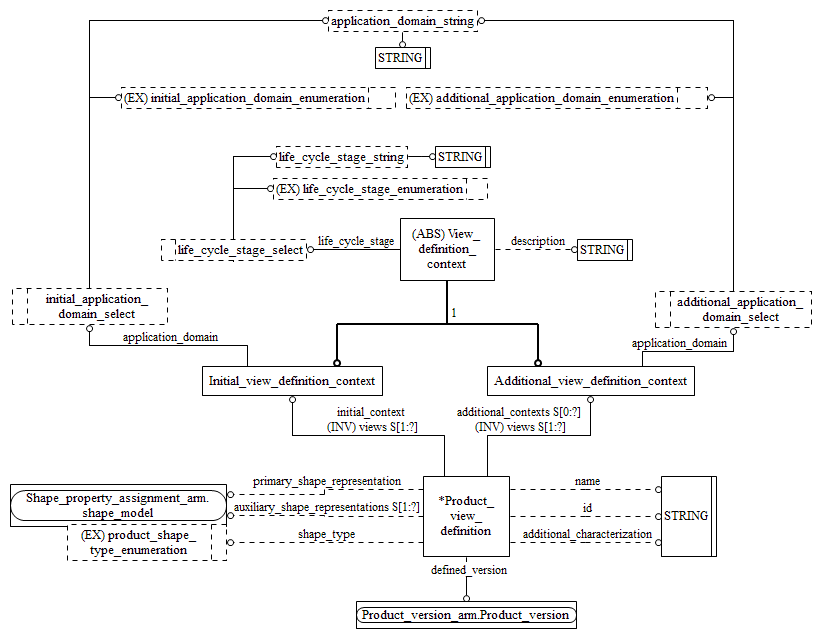 application_domain_string
STRING
(EX) initial_application_domain_enumeration
(EX) additional_application_domain_enumeration
life_cycle_stage_string
STRING
(EX) life_cycle_stage_enumeration
life_cycle_stage_select
life_cycle_stage
(ABS) View_
definition_
context
description
STRING
initial_application_
domain_select
additional_application_
domain_select
1
application_domain
application_domain
Initial_view_definition_context
Additional_view_definition_context
initial_context
(INV) views S[1:?]
additional_contexts S[0:?]
(INV) views S[1:?]
Shape_property_assignment_arm.
shape_model
primary_shape_representation
auxiliary_shape_representations S[1:?]
(EX) product_shape_
type_enumeration
shape_type
*Product_
view_
definition
name
id
additional_characterization
STRING
defined_version
Product_version_arm.Product_version